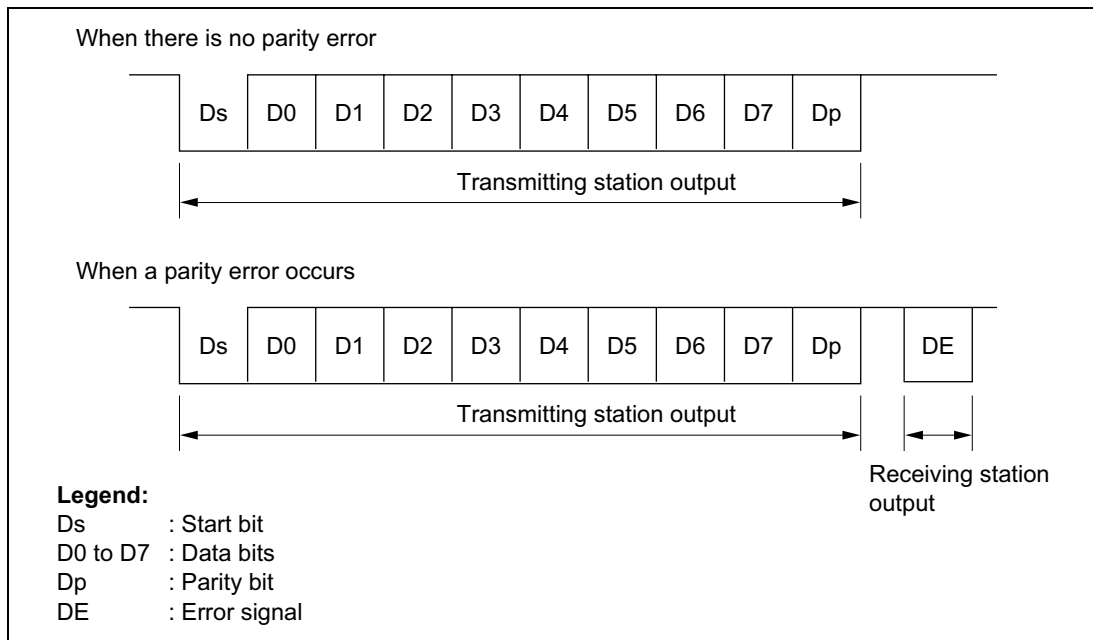 When there is no parity error
Ds D0 D1 D2 D3 D4 D5 D6 D7 Dp
Transmitting station output
When a parity error occurs
Ds D0 D1 D2 D3 D4 D5 D6 D7 Dp DE
Transmitting station output
Receiving station
output
Legend:
Ds : Start bit
D0 to D7 : Data bits
Dp : Parity bit
DE : Error signal